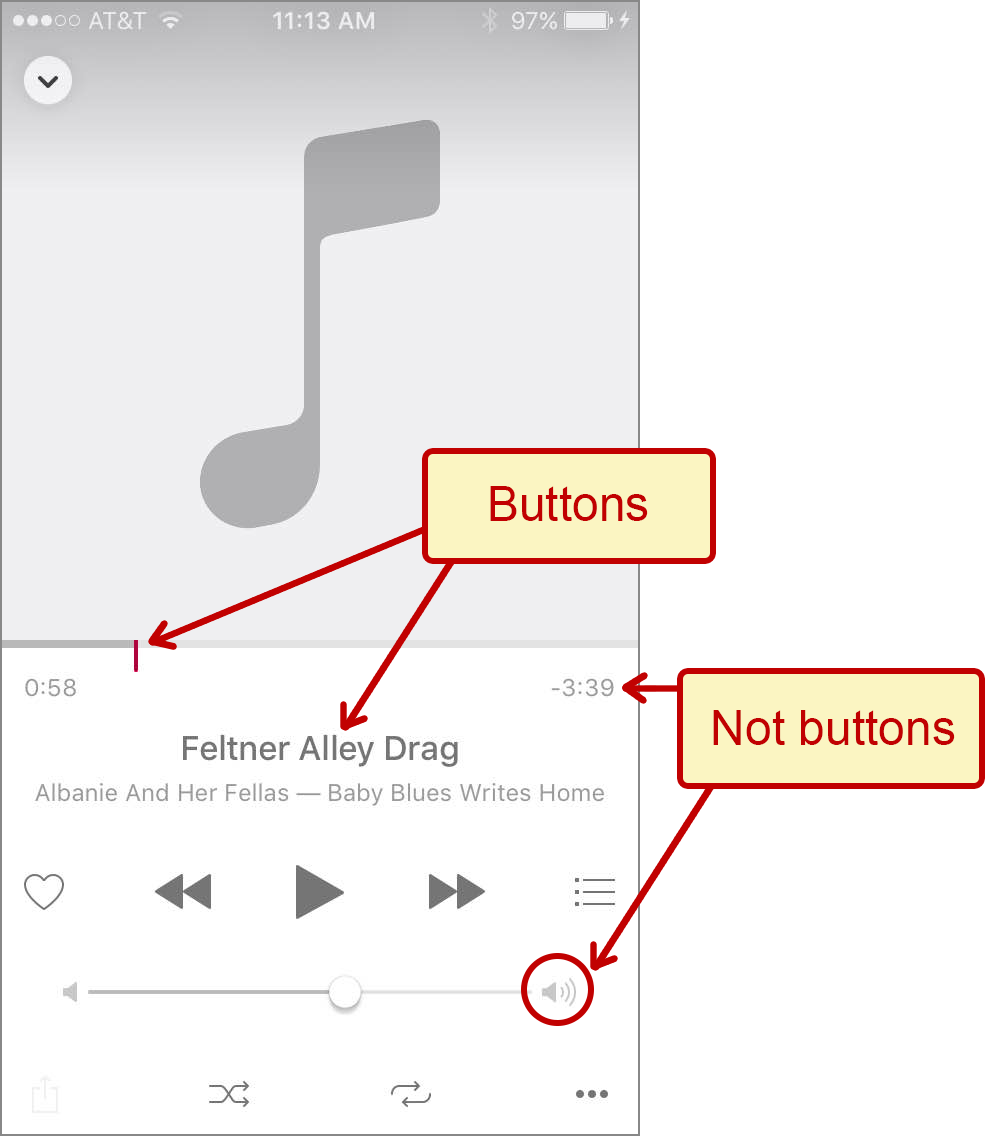 AT&T 11:13 AM 97%
Buttons
0:58 -3:39
Not buttons
Feltner Alley Drag
Albanie And Her Fellas — Baby Blues Writes Home